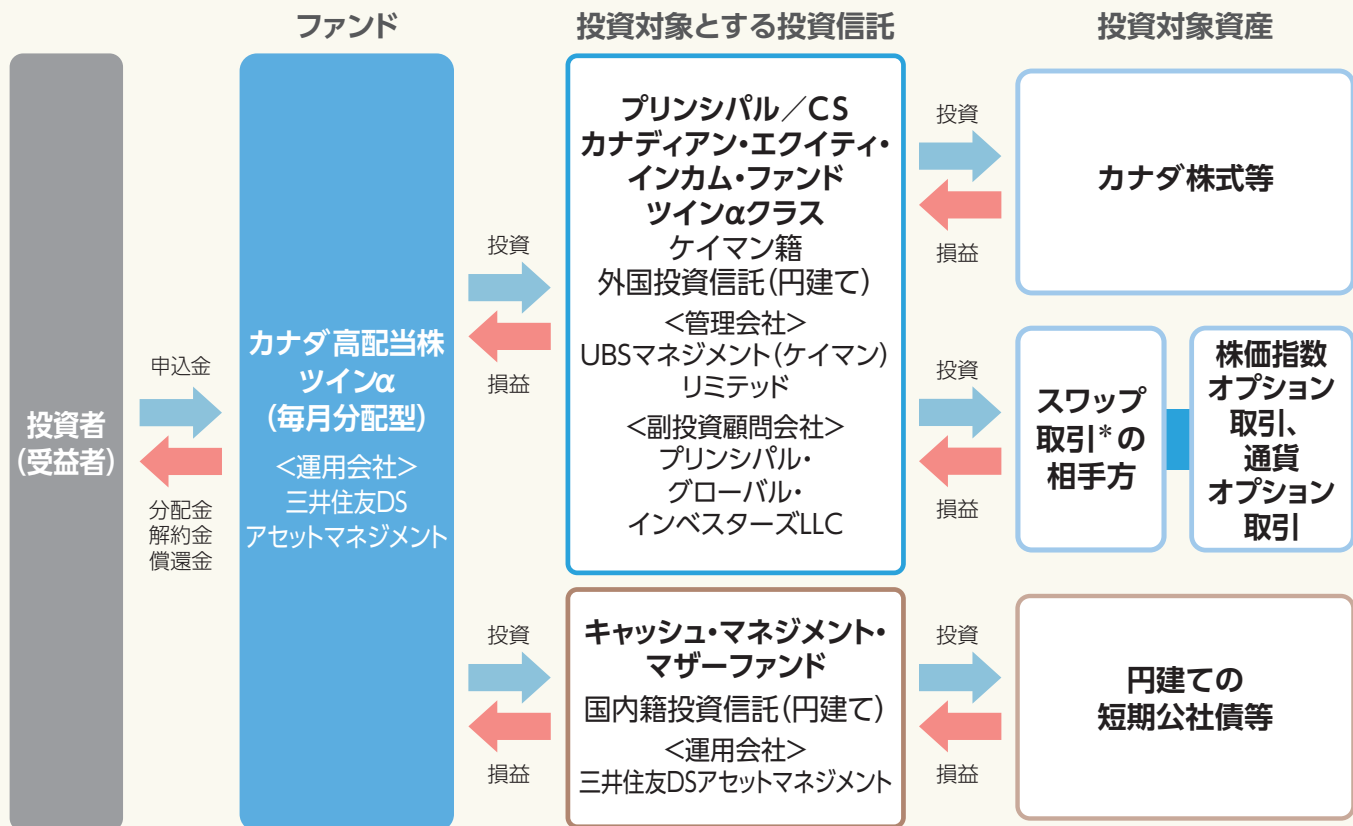 ファンド
投資対象とする投資信託
投資対象資産
投資者
(受益者)
申込金
分配金
解約金
償還金
カナダ高配当株
ツインα
(毎月分配型)
<運用会社>
三井住友DS
アセットマネジメント
投資
損益
プリンシパル/CS
カナディアン・エクイティ・
インカム・ファンド
ツインαクラス
ケイマン籍
外国投資信託(円建て)
<管理会社>
UBSマネジメント(ケイマン)
リミテッド
<副投資顧問会社>
プリンシパル・
グローバル・
インベスターズLLC
投資
損益
カナダ株式等
投資
損益
スワップ
取引*の
相手方
株価指数
オプション
取引、
通貨
オプション
取引
投資
損益
キャッシュ・マネジメント・
マザーファンド
国内籍投資信託(円建て)
<運用会社>
三井住友DSアセットマネジメント
投資
損益
円建ての
短期公社債等